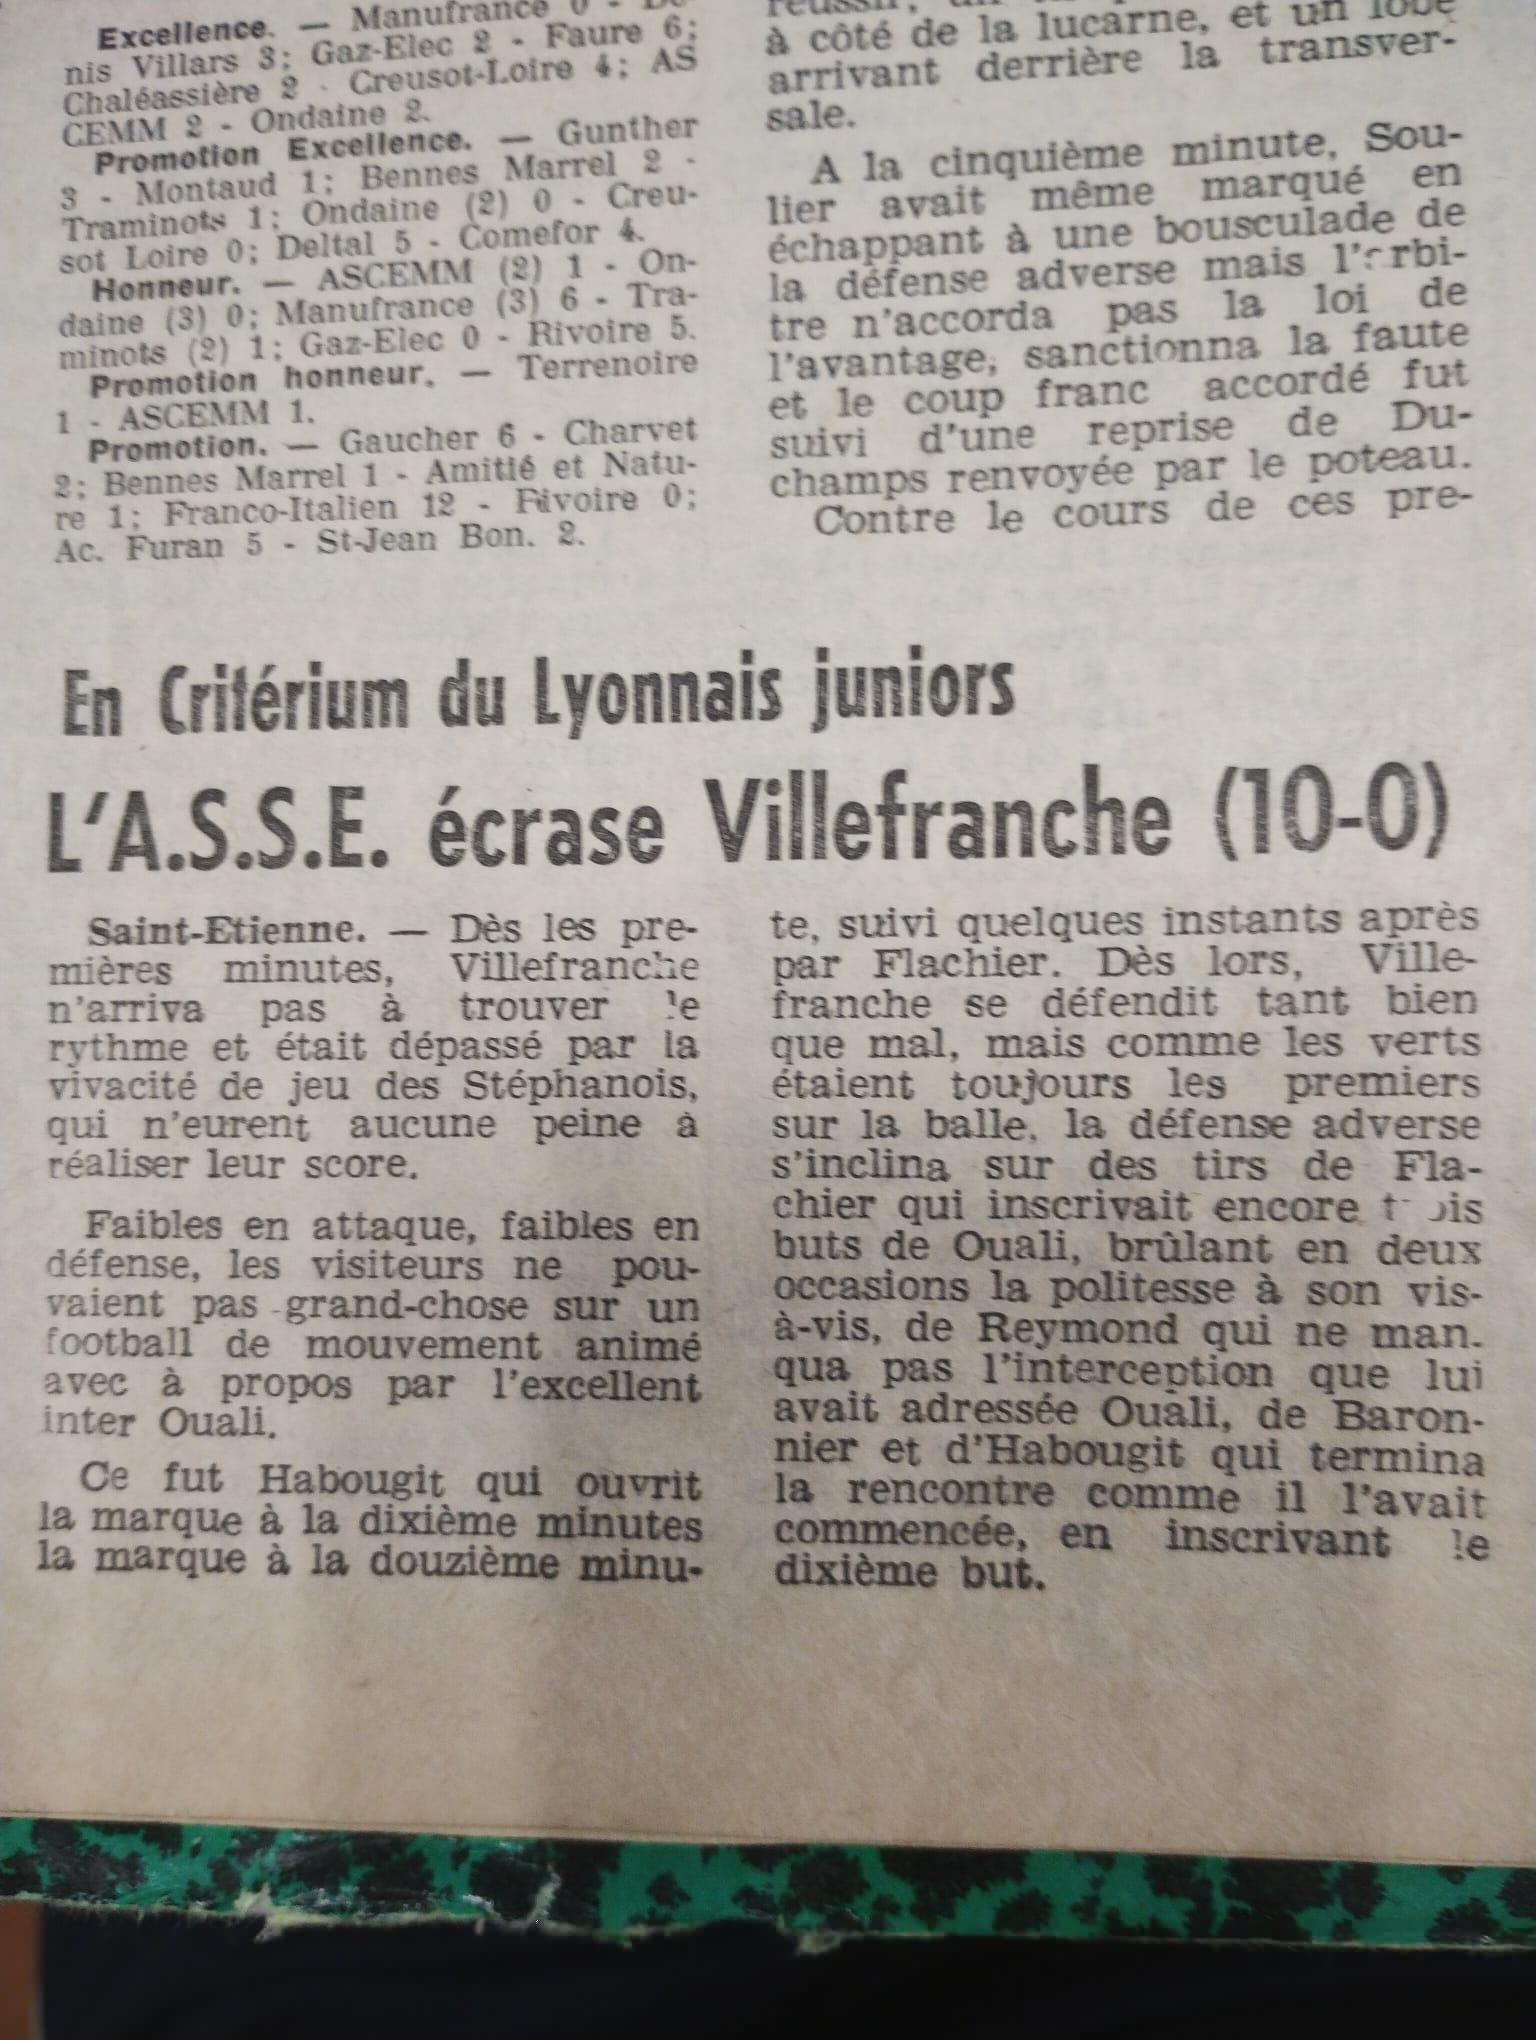 Excellence. — Manufrance 0 - De-
nis Villars 3; Gaz-Elec 2 - Faure 6;
Chaléassière 2 - Creusot-Loire 4; AS
CEMM 2 - Ondaine 2.
Promotion Excellence. — Gunther
3 - Montaud 1; Bennes Marrel 2 -
Traminots 1; Ondaine (2) 0 - Creu-
sot Loire 0; Deltal 5 - Comefor 4.
Honneur. — ASCEMM (2) 1 - On-
daine (3) 0; Manufrance (3) 6 - Tra-
minots (2) 1; Gaz-Elec 0 - Rivoire 5.
Promotion honneur. — Terrenoire
1 - ASCEMM 1.
Promotion. — Gaucher 6 - Charvet
2; Bennes Marrel 1 - Amitié et Natu-
re 1; Franco-Italien 12 - Rivoire 0;
Ac. Furan 5 - St-Jean Bon. 2.
réussir, un
à côté de la lucarne, et un lobe
arrivant derrière la transver-
sale.
A la cinquième minute, Sou-
lier avait même marqué en
échappant à une bousculade de
la défense adverse mais l'arbi-
tre n'accorda pas la loi de
l'avantage, sanctionna la faute
et le coup franc accordé fut
suivi d'une reprise de Du-
champs renvoyée par le poteau.
Contre le cours de ces pre-
En Critérium du Lyonnais juniors
L'A.S.S.E. écrase Villefranche (10-0)
Saint-Etienne. — Dès les pre-
mières minutes, Villefranche
n'arriva pas à trouver le
rythme et était dépassé par la
vivacité de jeu des Stéphanois,
qui n'eurent aucune peine à
réaliser leur score.
Faibles en attaque, faibles en
défense, les visiteurs ne pou-
vaient pas grand-chose sur un
football de mouvement animé
avec à propos par l'excellent
inter Ouali.
Ce fut Habougit qui ouvrit
la marque à la dixième minutes
la marque à la douzième minu-
te, suivi quelques instants après
par Flachier. Dès lors, Ville-
franche se défendit tant bien
que mal, mais comme les verts
étaient toujours les premiers
sur la balle, la défense adverse
s'inclina sur des tirs de Fla-
chier qui inscrivait encore trois
buts de Ouali, brûlant en deux
occasions la politesse à son vis-
à-vis, de Reymond qui ne man-
qua pas l'interception que lui
avait adressée Ouali, de Baron-
nier et d'Habougit qui termina
la rencontre comme il l'avait
commencée, en inscrivant le
dixième but.